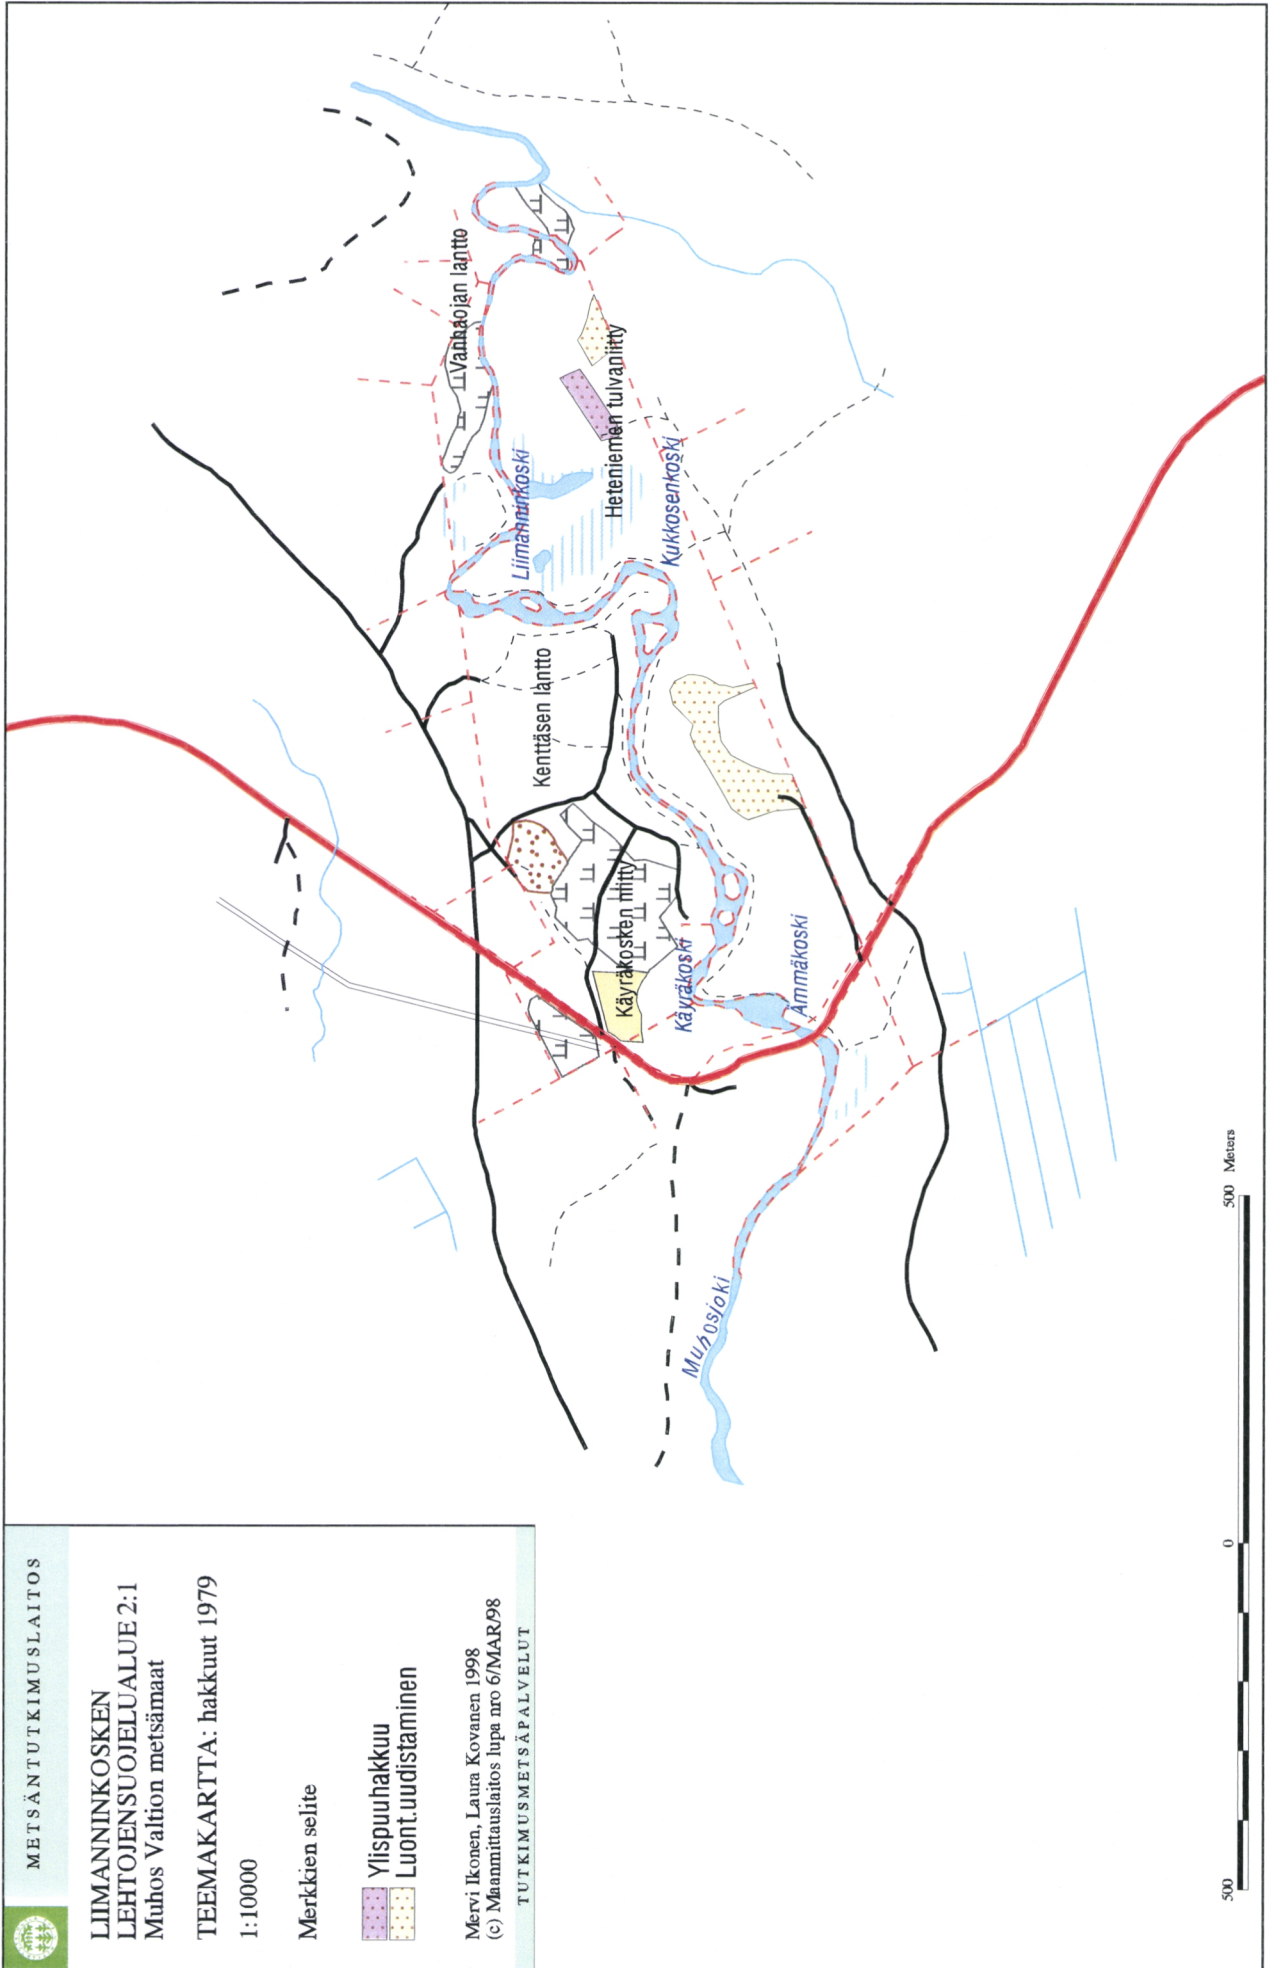 METSÄNTUTKIMUSLAITOS
LIIMANNINKOSKEN
LEHTOJENSUOJELUALUE 2:1
Muhos Valtion metsämaat
TEEMAKARTTA: hakkuut 1979
1:10000
Merkkien selite
Ylispuuhakkuu
Luont.uudistaminen
Mervi Ikonen, Laura Kovanen 1998
(c) Maanmittauslaitos lupa nro 6/MAR/98
TUTKIMUSMETSÄPALVELUT
Vanhaojan lantto
Liimanninkoski
Heteniemen tulvaniitty
Kukkosenkoski
Kenttäsen lantto
Käyräkosken niitty
Käyräkoski
Ämmäkoski
Muhosjoki
500 0 500 Meters